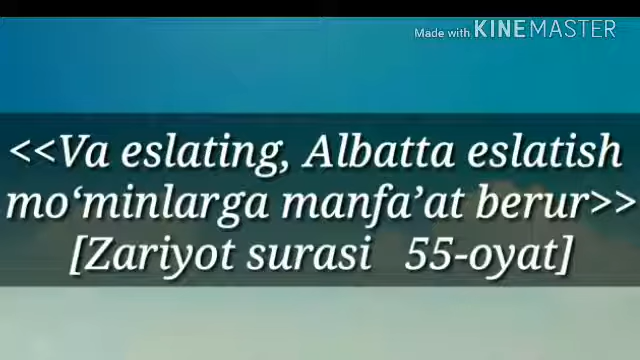 Made with KINEMASTER
<<Va eslating, Albatta eslatish
mo‘minlarga manfa’at berur>>
[Zariyot surasi 55-oyat]